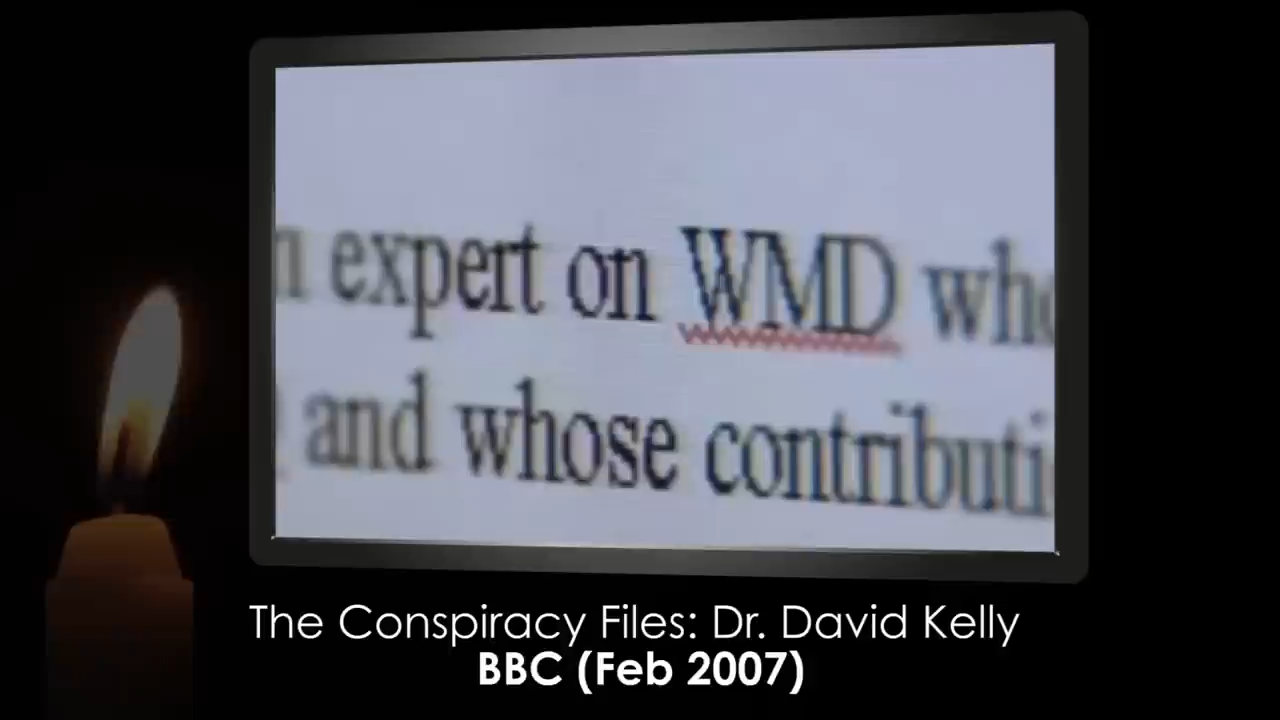 expert on WMD
and whose
The Conspiracy Files: Dr. David Kelly
BBC (Feb 2007)